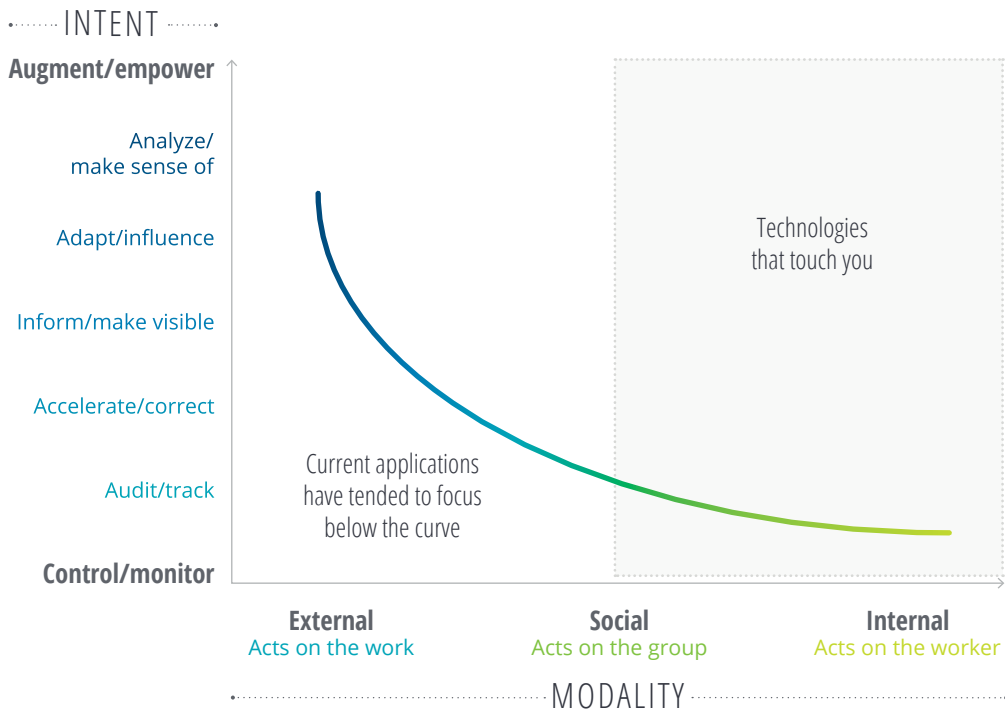 INTENT
Augment/empower
Analyze/
make sense of
Adapt/influence
Inform/make visible
Accelerate/correct
Audit/track
Control/monitor
Technologies
that touch you
Current applications
have tended to focus
below the curve
External
Acts on the work
Social
Acts on the group
Internal
Acts on the worker
MODALITY